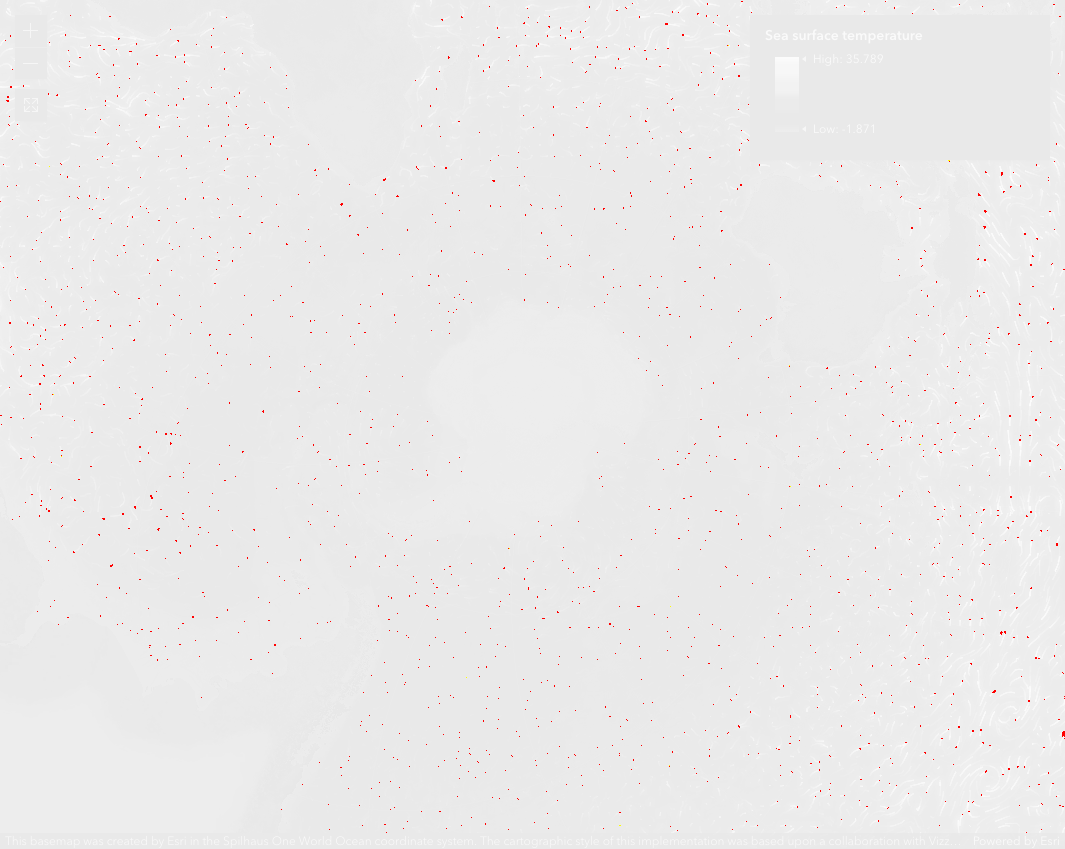 Sea surface temperature
High: 35.789
Low: -1.871
This basemap was created by Esri in the Spilhaus One World Ocean coordinate system. The cartographic style of this implementation was based upon a collaboration with Viuz. Powered by Esri